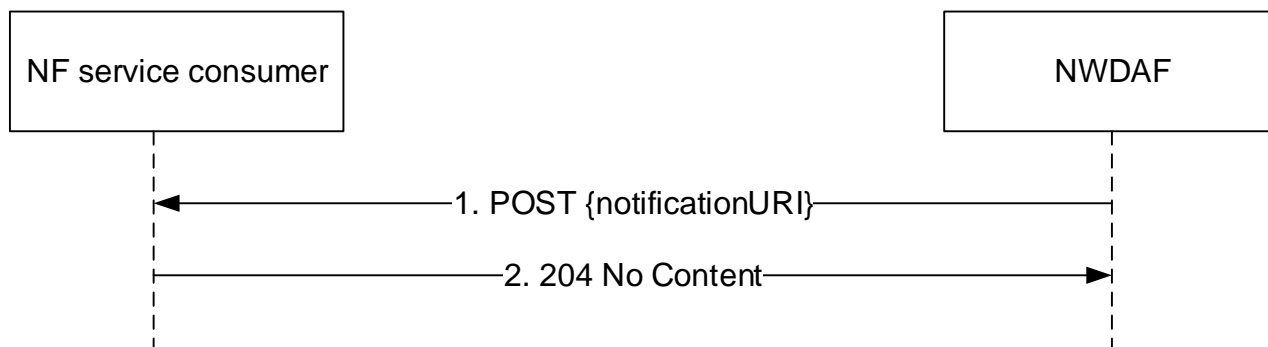 NF service consumer
NWDAF
1. POST {notificationURI}
2. 204 No Content